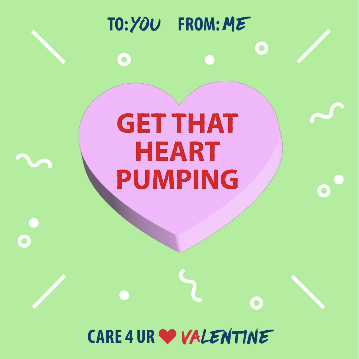 TO: YOU FROM: ME
GET THAT
HEART
PUMPING
CARE 4 UR ❤ VALENTINE